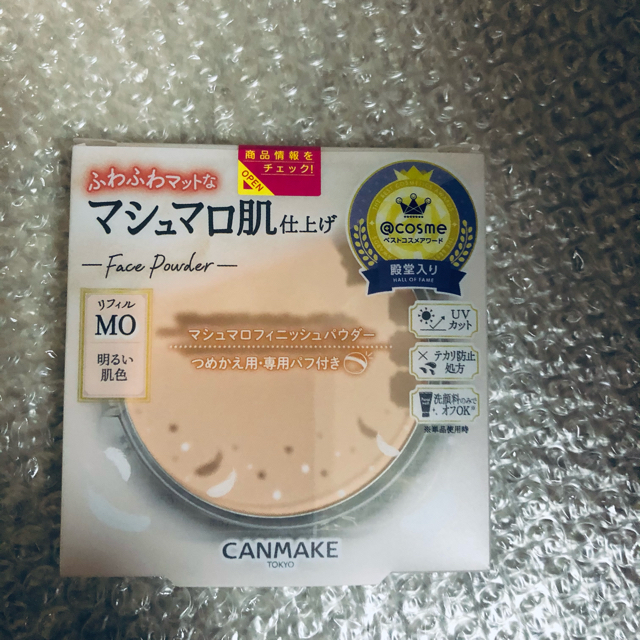 商品情報を
チェック!
OPEN
ふわふわマットな
マシュマロ肌仕上げ
Face Powder
@cosme
ベストコスメアワード
殿堂入り
HALL OF FAME
リフィル
MO
明るい
肌色
マシュマロフィニッシュパウダー
つめかえ用・専用パフ付き
UV
カット
テカリ防止
処方
洗顔料のみで
オフOK※
※単品使用時
CANMAKE
TOKYO